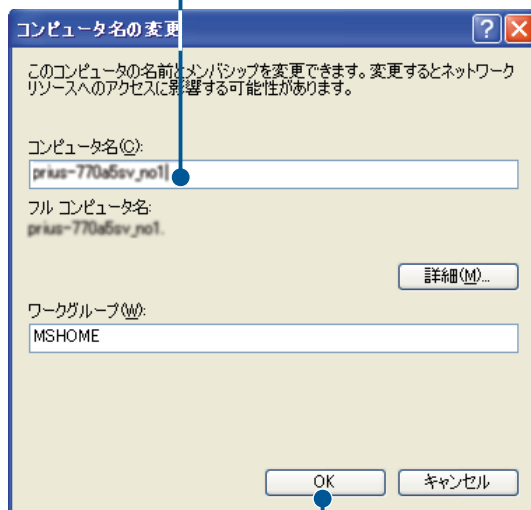 コンピュータ名の変更
このコンピュータの名前とメンバシップを変更できます。変更するとネットワーク
リソースへのアクセスに影響する可能性があります。
コンピュータ名(C):
prius-770a5sv_no1
フル コンピュータ名:
prius-770a5sv_no1.
詳細(M)...
ワークグループ(W):
MSHOME
OK
キャンセル